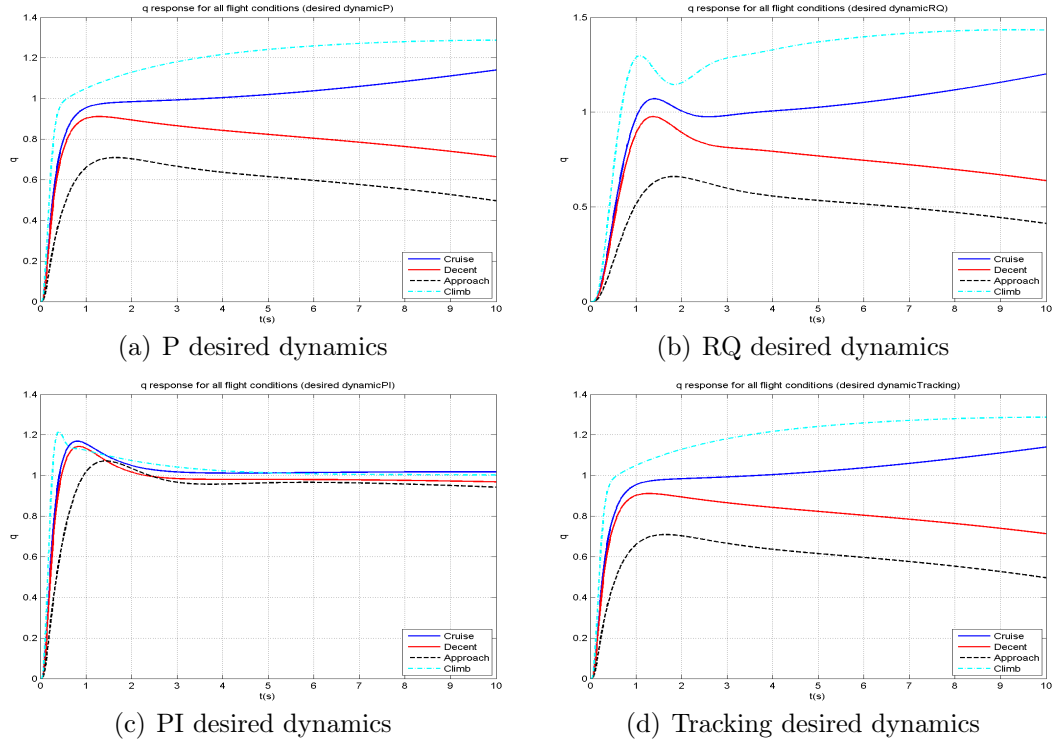 q response for all flight conditions (desired dynamicP)
1.4
1.2
1
0.8
0.6
0.4
0.2
0
q
0 1 2 3 4 5 6 7 8 9 10
t(s)
Cruise
Decent
Approach
Climb
(a) P desired dynamics
q response for all flight conditions (desired dynamicRQ)
1.5
1
0.5
0
q
0 1 2 3 4 5 6 7 8 9 10
t(s)
Cruise
Decent
Approach
Climb
(b) RQ desired dynamics
q response for all flight conditions (desired dynamicPI)
1.4
1.2
1
0.8
0.6
0.4
0.2
0
q
0 1 2 3 4 5 6 7 8 9 10
t(s)
Cruise
Decent
Approach
Climb
(c) PI desired dynamics
q response for all flight conditions (desired dynamicTracking)
1.4
1.2
1
0.8
0.6
0.4
0.2
0
q
0 1 2 3 4 5 6 7 8 9 10
t(s)
Cruise
Decent
Approach
Climb
(d) Tracking desired dynamics